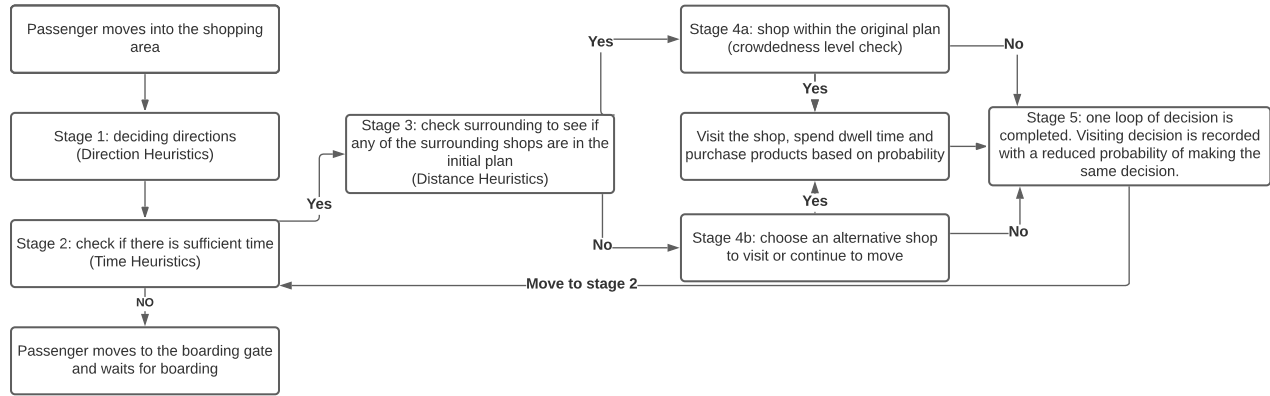 Passenger moves into the shopping
area
Stage 1: deciding directions
(Direction Heuristics)
Stage 2: check if there is sufficient time
(Time Heuristics)
NO
Passenger moves to the boarding gate
and waits for boarding
Yes
Stage 3: check surrounding to see if
any of the surrounding shops are in the
initial plan
(Distance Heuristics)
Yes
No
Stage 4a: shop within the original plan
(crowdedness level check)
Yes
Visit the shop, spend dwell time and
purchase products based on probability
Yes
Stage 4b: choose an alternative shop
to visit or continue to move
No
No
Stage 5: one loop of decision is
completed. Visiting decision is recorded
with a reduced probability of making the
same decision.
Move to stage 2